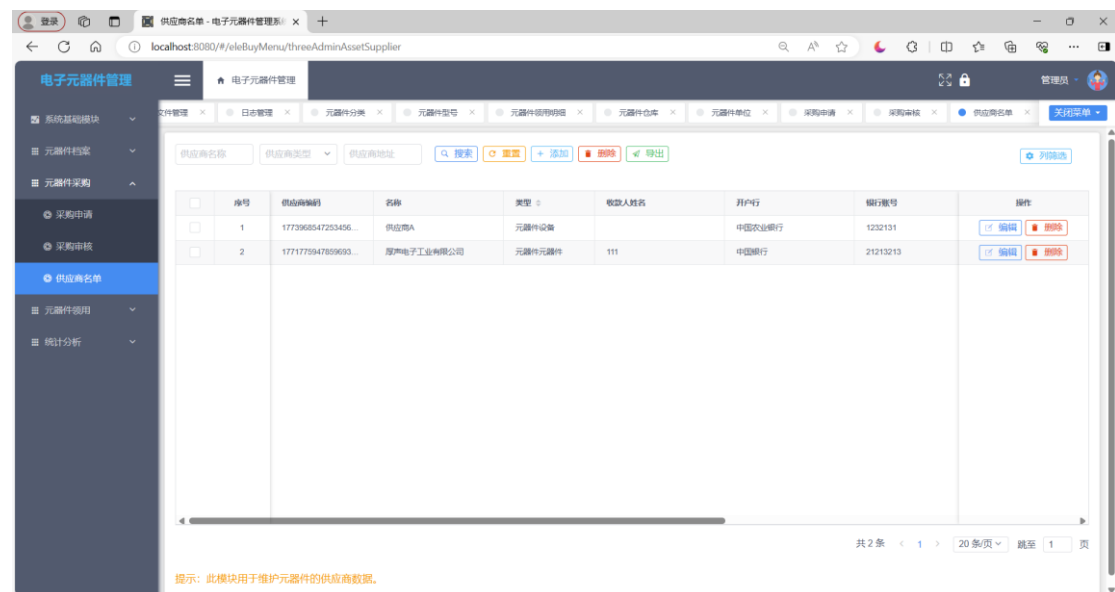 登录
供应商名单 - 电子元器件管理系
localhost:8080/#/eleBuyMenu/threeAdminAssetSupplier
电子元器件管理
电子元器件管理
管理员
文件管理 × 日志管理 × 元器件分类 × 元器件型号 × 元器件领用明细 × 元器件仓库 × 元器件单位 × 采购申请 × 采购审核 × 供应商名单 × 关闭菜单
系统基础模块
元器件档案
元器件采购
采购申请
采购审核
供应商名单
元器件领用
统计分析
供应商名称 供应商类型 供应商地址 搜索 重置 + 添加 删除 导出 列筛选
序号 供应商编码 名称 类型 收款人姓名 开户行 银行账号 操作
1 1773968547253456... 供应商A 元器件设备 中国农业银行 1232131 编辑 删除
2 1771775947859693... 厚声电子工业有限公司 元器件元器件 111 中国银行 21213213 编辑 删除
共 2 条 < 1 > 20 条/页 跳至 1 页
提示：此模块用于维护元器件的供应商数据。